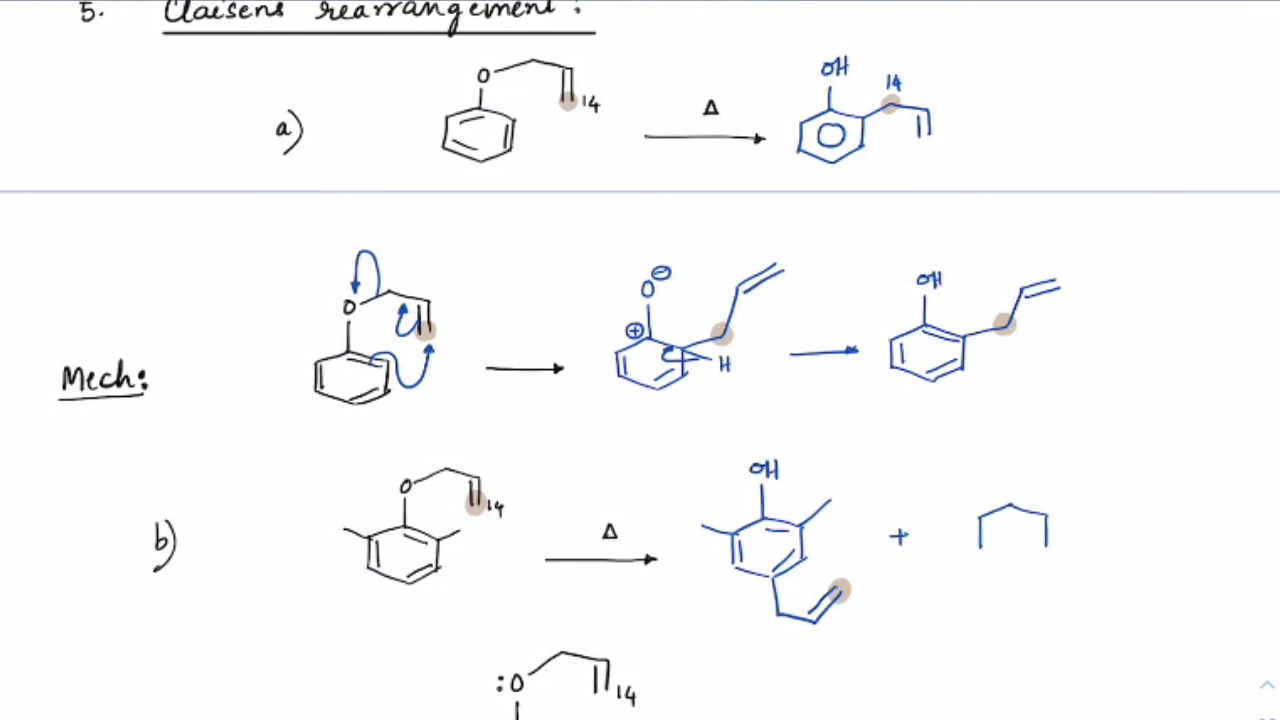 5. Claisens rearrangement :
O
14
a)
Δ
OH
14
Mech:
O
O ⊖
⊕
H
OH
b)
O
14
Δ
OH
+
:O
14